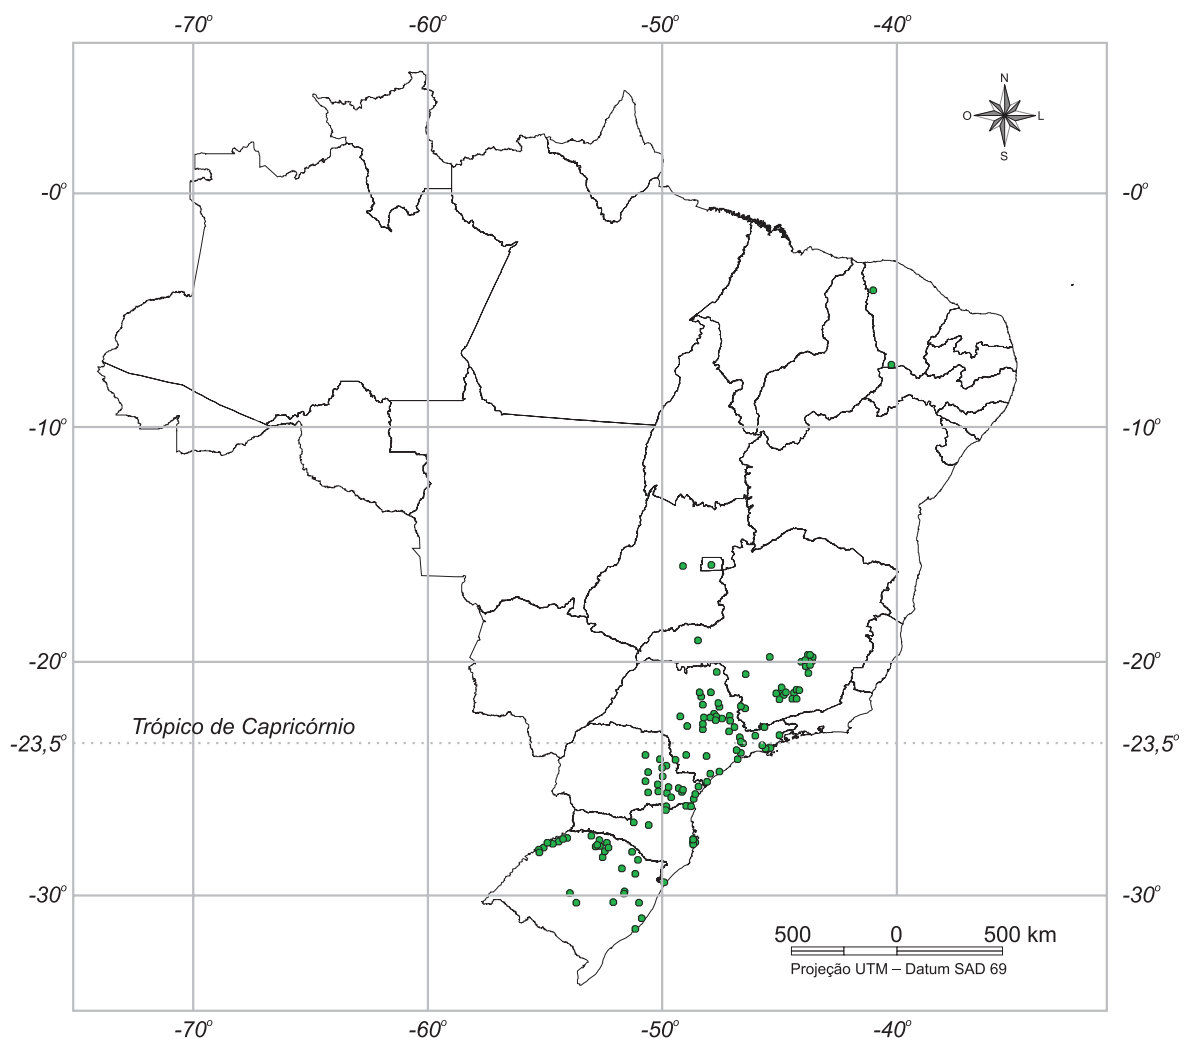 -70° -60° -50° -40°
N
O L
S
-0° -0°
-10° -10°
-20° -20°
Trópico de Capricórnio
-23,5° -23,5°
-30° -30°
500 0 500 km
Projeção UTM – Datum SAD 69
-70° -60° -50° -40°